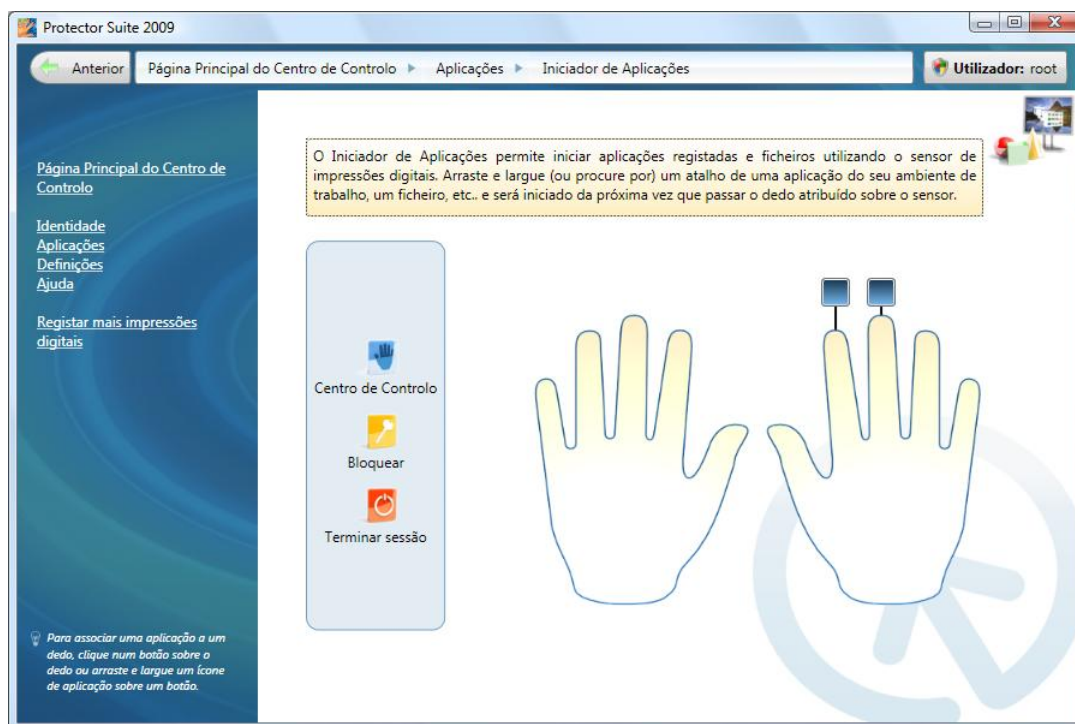 Protector Suite 2009
Anterior
Página Principal do Centro de Controlo
Aplicações
Iniciador de Aplicações
Utilizador: root
Página Principal do Centro de
Controlo
Identidade
Aplicações
Definições
Ajuda
Registar mais impressões
digitais
Para associar uma aplicação a um
dedo, clique num botão sobre o
dedo ou arraste e largue um ícone
de aplicação sobre um botão.
O Iniciador de Aplicações permite iniciar aplicações registadas e ficheiros utilizando o sensor de
impressões digitais. Arraste e largue (ou procure por) um atalho de uma aplicação do seu ambiente de
trabalho, um ficheiro, etc.. e será iniciado da próxima vez que passar o dedo atribuído sobre o sensor.
Centro de Controlo
Bloquear
Terminar sessão